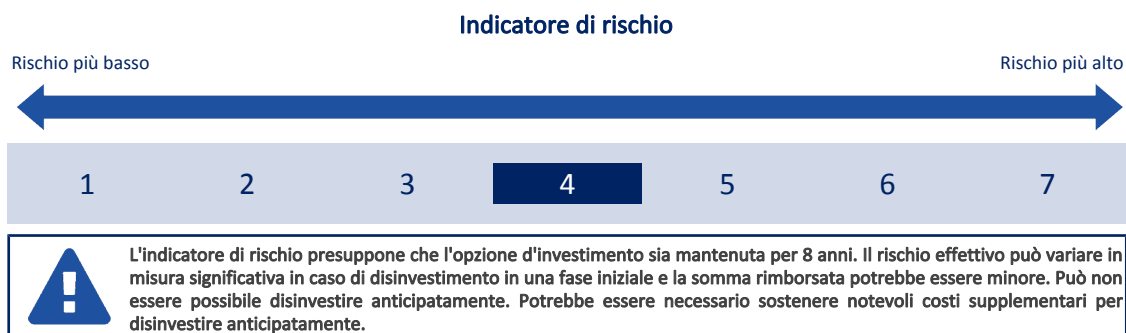 Indicatore di rischio
Rischio più basso
Rischio più alto
1 2 3 4 5 6 7
L'indicatore di rischio presuppone che l'opzione d'investimento sia mantenuta per 8 anni. Il rischio effettivo può variare in
misura significativa in caso di disinvestimento in una fase iniziale e la somma rimborsata potrebbe essere minore. Può non
essere possibile disinvestire anticipatamente. Potrebbe essere necessario sostenere notevoli costi supplementari per
disinvestire anticipatamente.